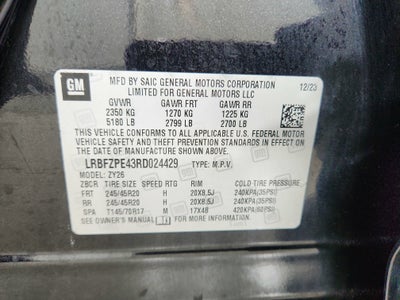 GM
MFD BY SAIC GENERAL MOTORS CORPORATION
LIMITED FOR GENERAL MOTORS LLC
12/23
GVWR GAWR FRT GAWR RR
2350 KG 1270 KG 1225 KG
5180 LB 2799 LB 2700 LB
THIS VEHICLE CONFORMS TO ALL APPLICABLE U.S. FEDERAL MOTOR
VEHICLE SAFETY, BUMPER, AND THEFT PREVENTION STANDARDS IN
EFFECT ON THE DATE OF MANUFACTURE SHOWN ABOVE.
LRBFZPE43RD024429 TYPE: M.P.V.
MODEL: ZY26
ZBCR TIRE SIZE SPEED RTG RIM COLD TIRE PRESSURE
FRT 245/45R20 20X8.5J 240KPA(35PSI)
RR 245/45R20 20X8.5J 240KPA(35PSI)
SPA T145/70R17 M 17X4B 420KPA(60PSI)
SEE OWNER'S MANUAL FOR MORE INFORMATION.